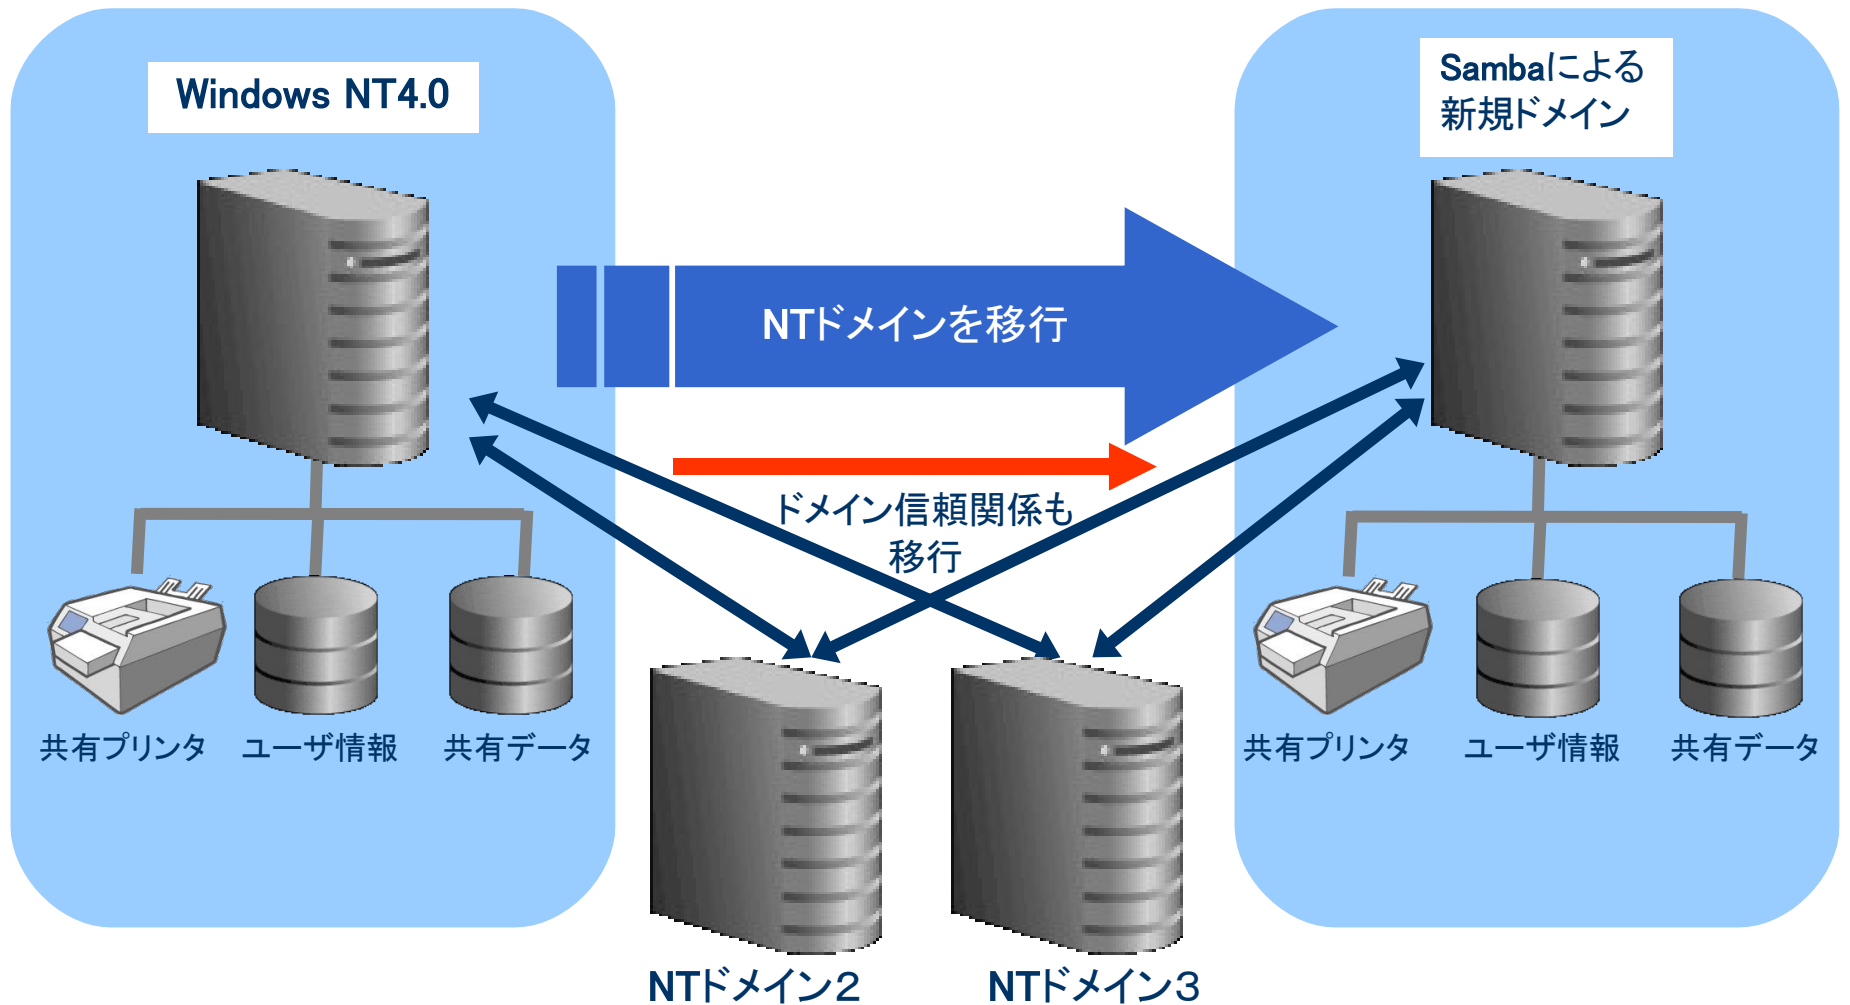 Windows NT4.0
Sambaによる
新規ドメイン
NTドメインを移行
ドメイン信頼関係も
移行
共有プリンタ
ユーザ情報
共有データ
共有プリンタ
ユーザ情報
共有データ
NTドメイン２
NTドメイン３